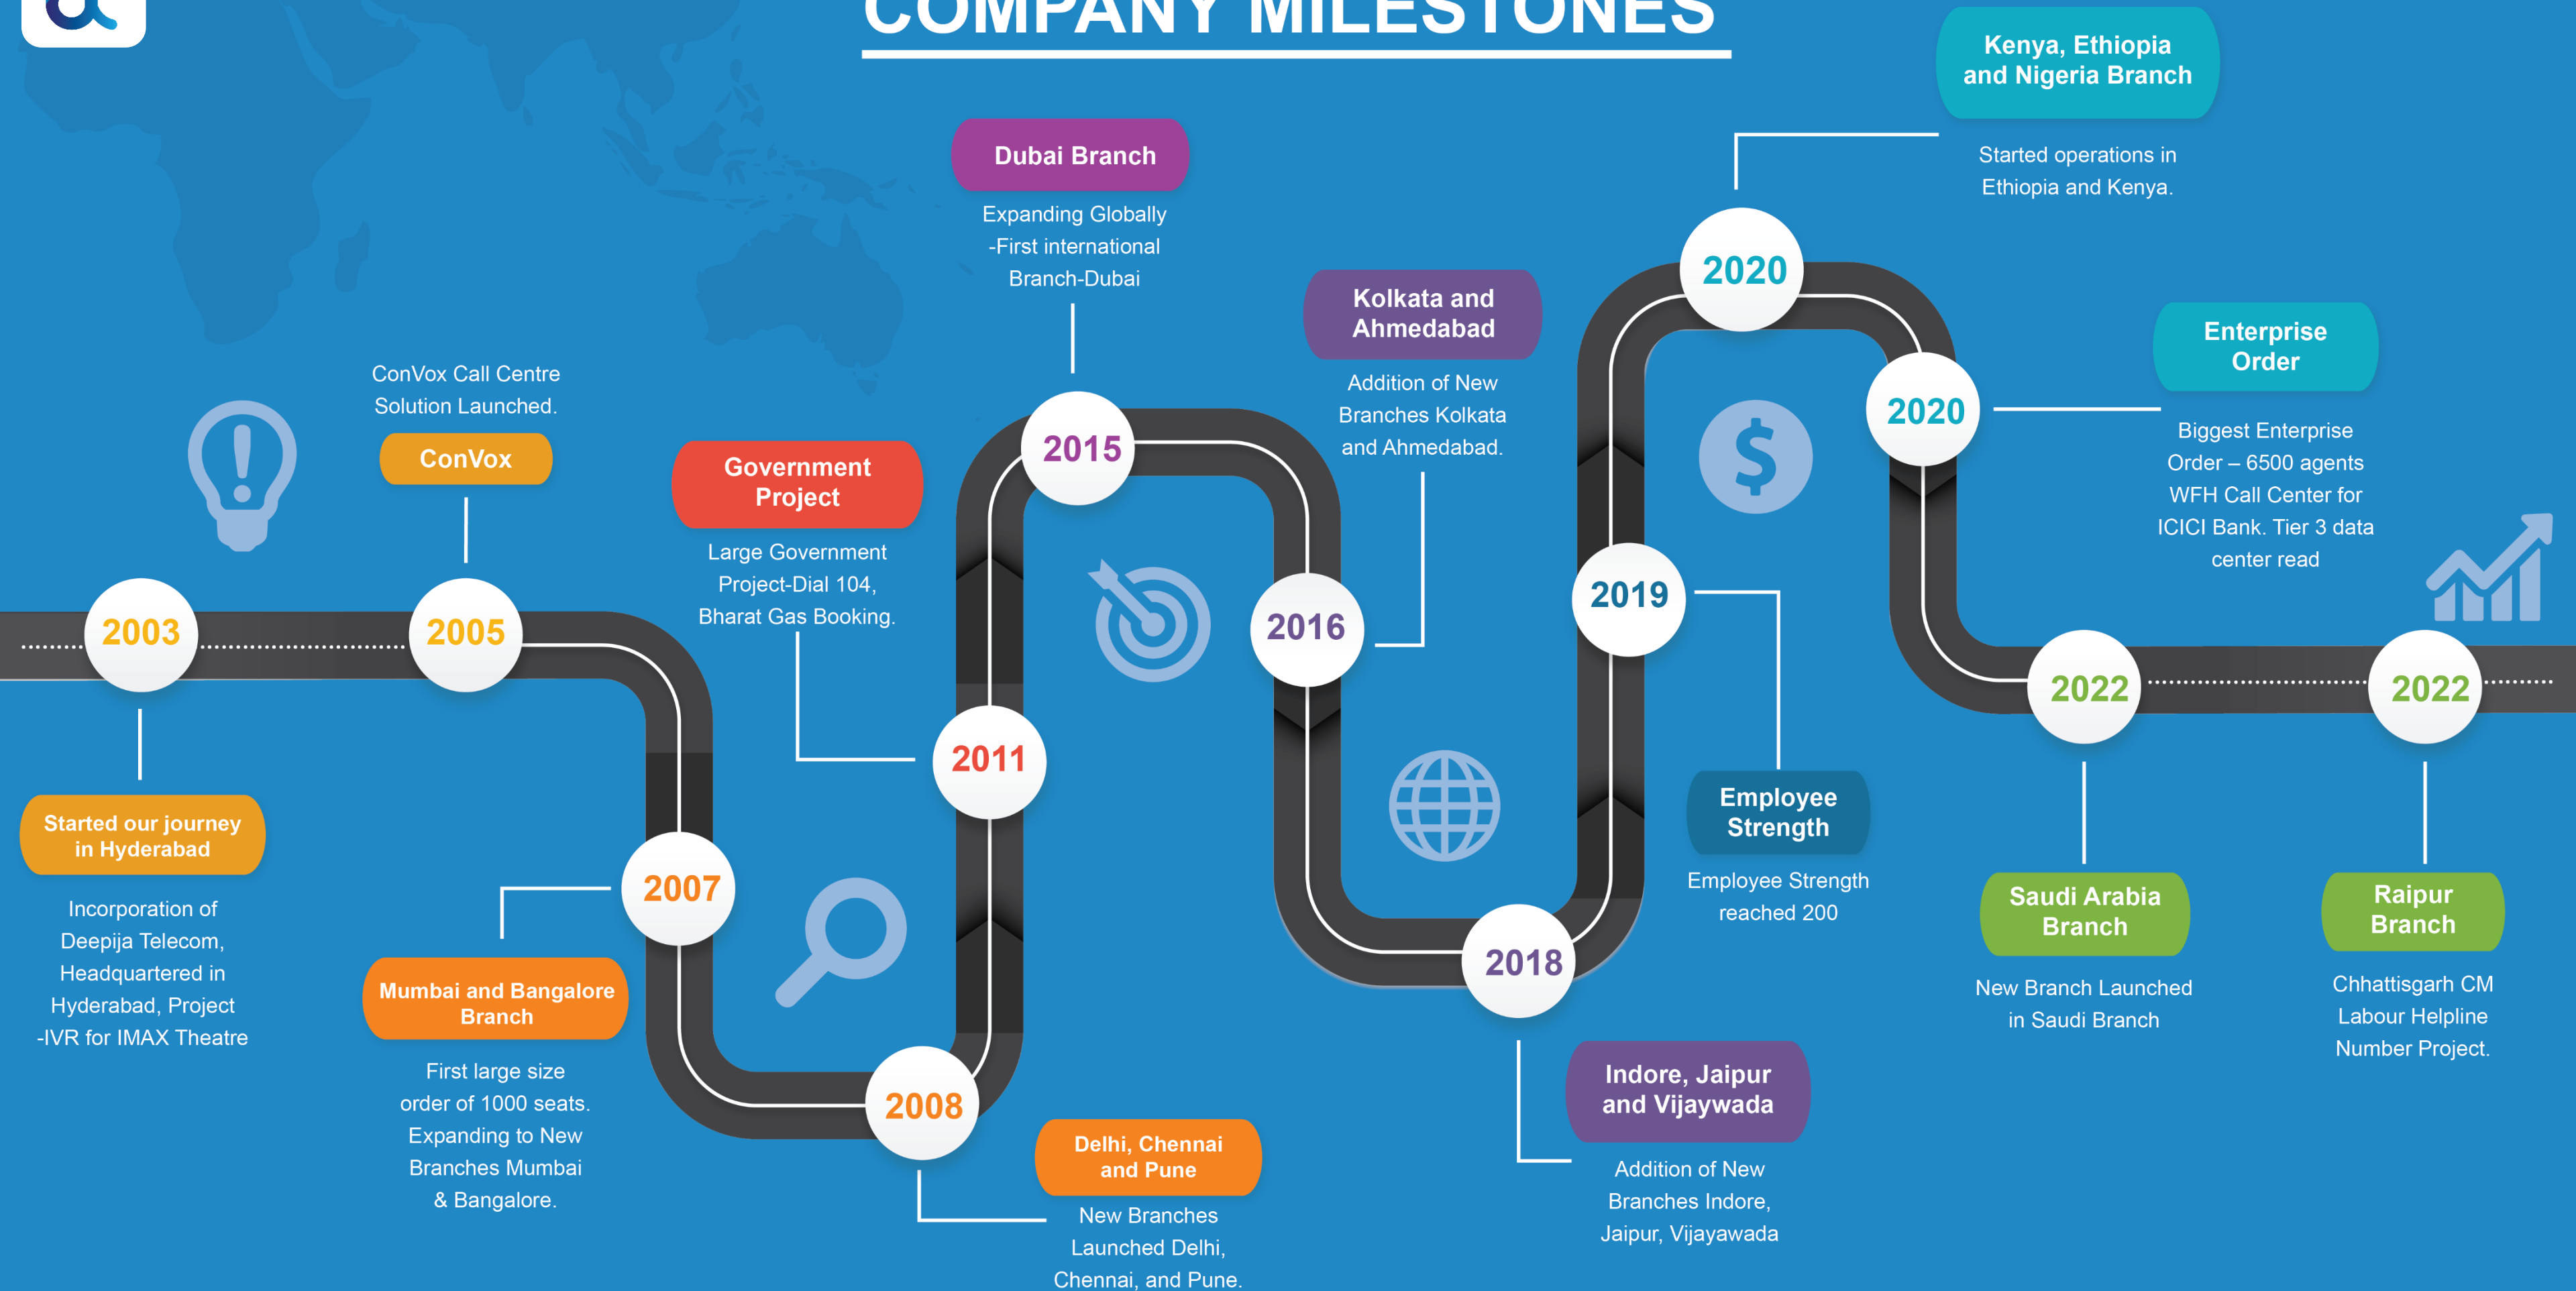 COMPANY MILESTONES
2003
Started our journey
in Hyderabad
Incorporation of
Deepija Telecom,
Headquartered in
Hyderabad, Project
-IVR for IMAX Theatre
ConVox Call Centre
Solution Launched.
ConVox
2005
2007
Mumbai and Bangalore
Branch
First large size
order of 1000 seats.
Expanding to New
Branches Mumbai
& Bangalore.
2008
Delhi, Chennai
and Pune
New Branches
Launched Delhi,
Chennai, and Pune.
Government
Project
Large Government
Project-Dial 104,
Bharat Gas Booking.
2011
Dubai Branch
Expanding Globally
-First international
Branch-Dubai
2015
Kolkata and
Ahmedabad
Addition of New
Branches Kolkata
and Ahmedabad.
2016
2018
Indore, Jaipur
and Vijaywada
Addition of New
Branches Indore,
Jaipur, Vijayawada
2019
Employee
Strength
Employee Strength
reached 200
Kenya, Ethiopia
and Nigeria Branch
Started operations in
Ethiopia and Kenya.
2020
2020
Enterprise
Order
Biggest Enterprise
Order – 6500 agents
WFH Call Center for
ICICI Bank. Tier 3 data
center read
2022
Saudi Arabia
Branch
New Branch Launched
in Saudi Branch
2022
Raipur
Branch
Chhattisgarh CM
Labour Helpline
Number Project.